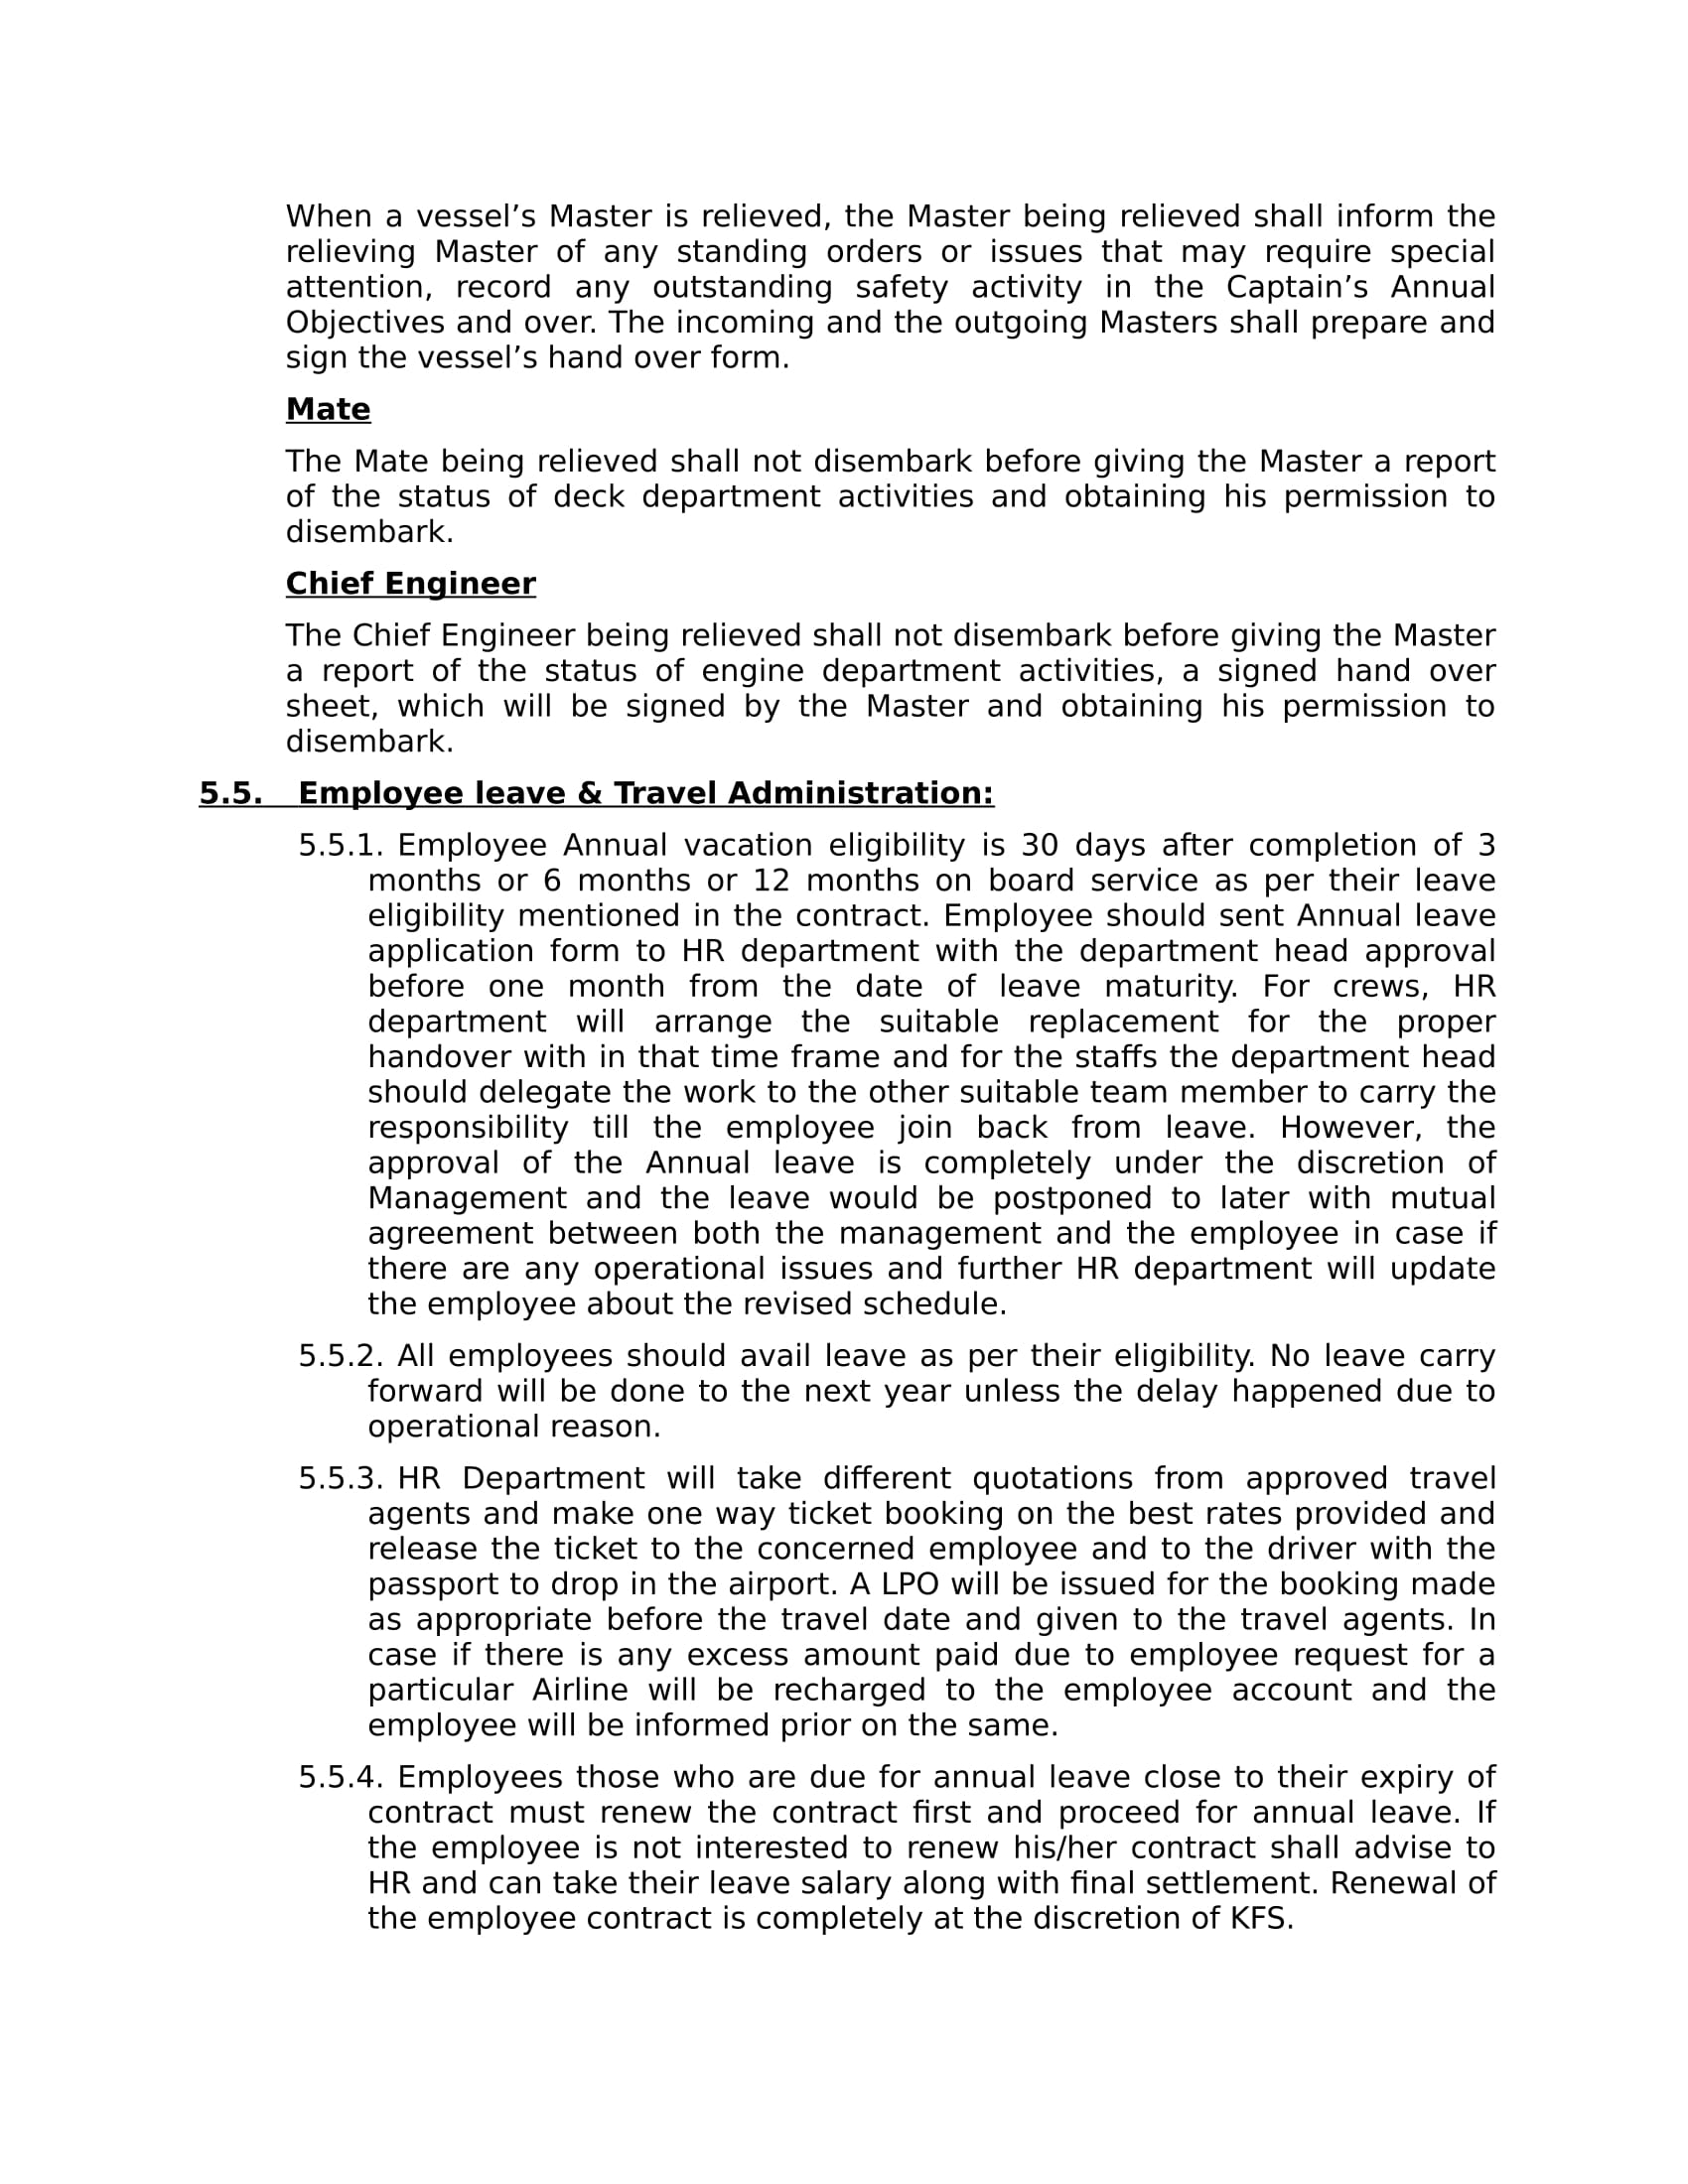 When a vessel’s Master is relieved, the Master being relieved shall inform the
relieving Master of any standing orders or issues that may require special
attention, record any outstanding safety activity in the Captain’s Annual
Objectives and over. The incoming and the outgoing Masters shall prepare and
sign the vessel’s hand over form.
Mate
The Mate being relieved shall not disembark before giving the Master a report
of the status of deck department activities and obtaining his permission to
disembark.
Chief Engineer
The Chief Engineer being relieved shall not disembark before giving the Master
a report of the status of engine department activities, a signed hand over
sheet, which will be signed by the Master and obtaining his permission to
disembark.
5.5. Employee leave & Travel Administration:
5.5.1. Employee Annual vacation eligibility is 30 days after completion of 3
months or 6 months or 12 months on board service as per their leave
eligibility mentioned in the contract. Employee should sent Annual leave
application form to HR department with the department head approval
before one month from the date of leave maturity. For crews, HR
department will arrange the suitable replacement for the proper
handover with in that time frame and for the staffs the department head
should delegate the work to the other suitable team member to carry the
responsibility till the employee join back from leave. However, the
approval of the Annual leave is completely under the discretion of
Management and the leave would be postponed to later with mutual
agreement between both the management and the employee in case if
there are any operational issues and further HR department will update
the employee about the revised schedule.
5.5.2. All employees should avail leave as per their eligibility. No leave carry
forward will be done to the next year unless the delay happened due to
operational reason.
5.5.3. HR Department will take different quotations from approved travel
agents and make one way ticket booking on the best rates provided and
release the ticket to the concerned employee and to the driver with the
passport to drop in the airport. A LPO will be issued for the booking made
as appropriate before the travel date and given to the travel agents. In
case if there is any excess amount paid due to employee request for a
particular Airline will be recharged to the employee account and the
employee will be informed prior on the same.
5.5.4. Employees those who are due for annual leave close to their expiry of
contract must renew the contract first and proceed for annual leave. If
the employee is not interested to renew his/her contract shall advise to
HR and can take their leave salary along with final settlement. Renewal of
the employee contract is completely at the discretion of KFS.